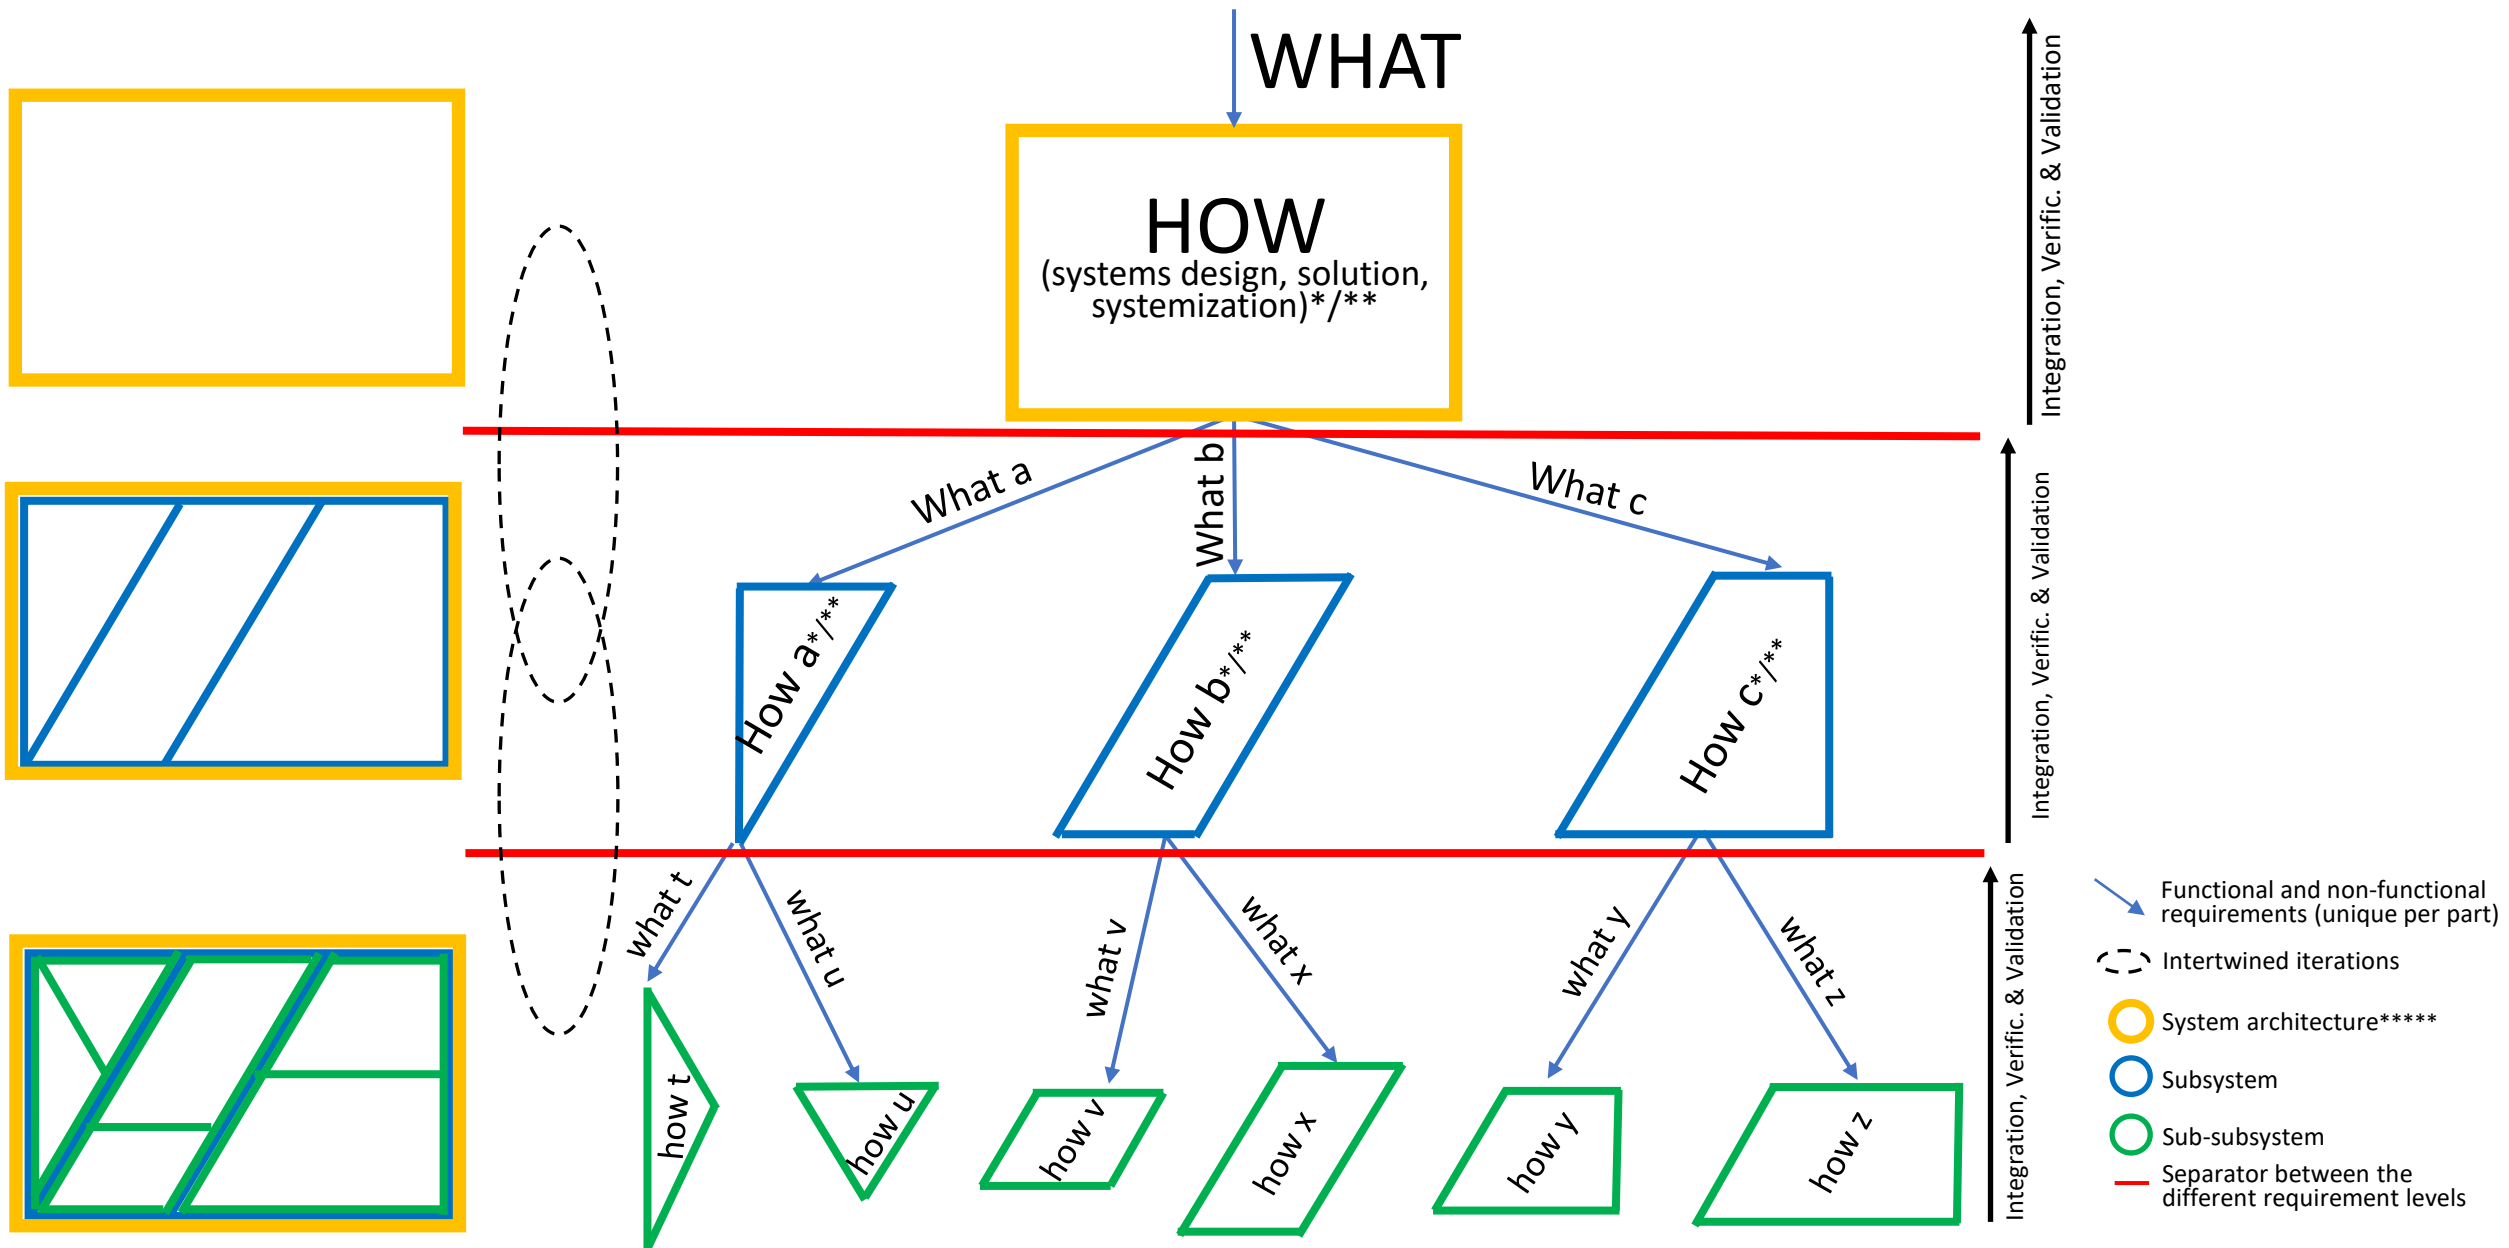 WHAT
HOW
(systems design, solution,
systemization)*/**
Integration, Verific. & Validation
What a
What b
What c
How a*/**
How b*/**
How c*/**
Integration, Verific. & Validation
what t
what u
what v
what x
what y
what z
how t
how u
how v
how x
how y
how z
Integration, Verific. & Validation
Functional and non-functional
requirements (unique per part)
Intertwined iterations
System architecture*****
Subsystem
Sub-subsystem
Separator between the
different requirement levels